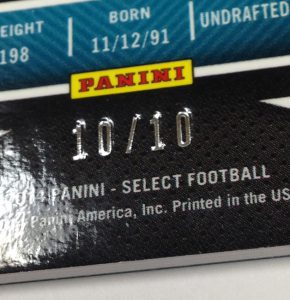 EIGHT BORN UNDRAFTED
198 11/12/91
PANINI
10/10
PANINI - SELECT FOOTBALL
Panini America, Inc. Printed in the US